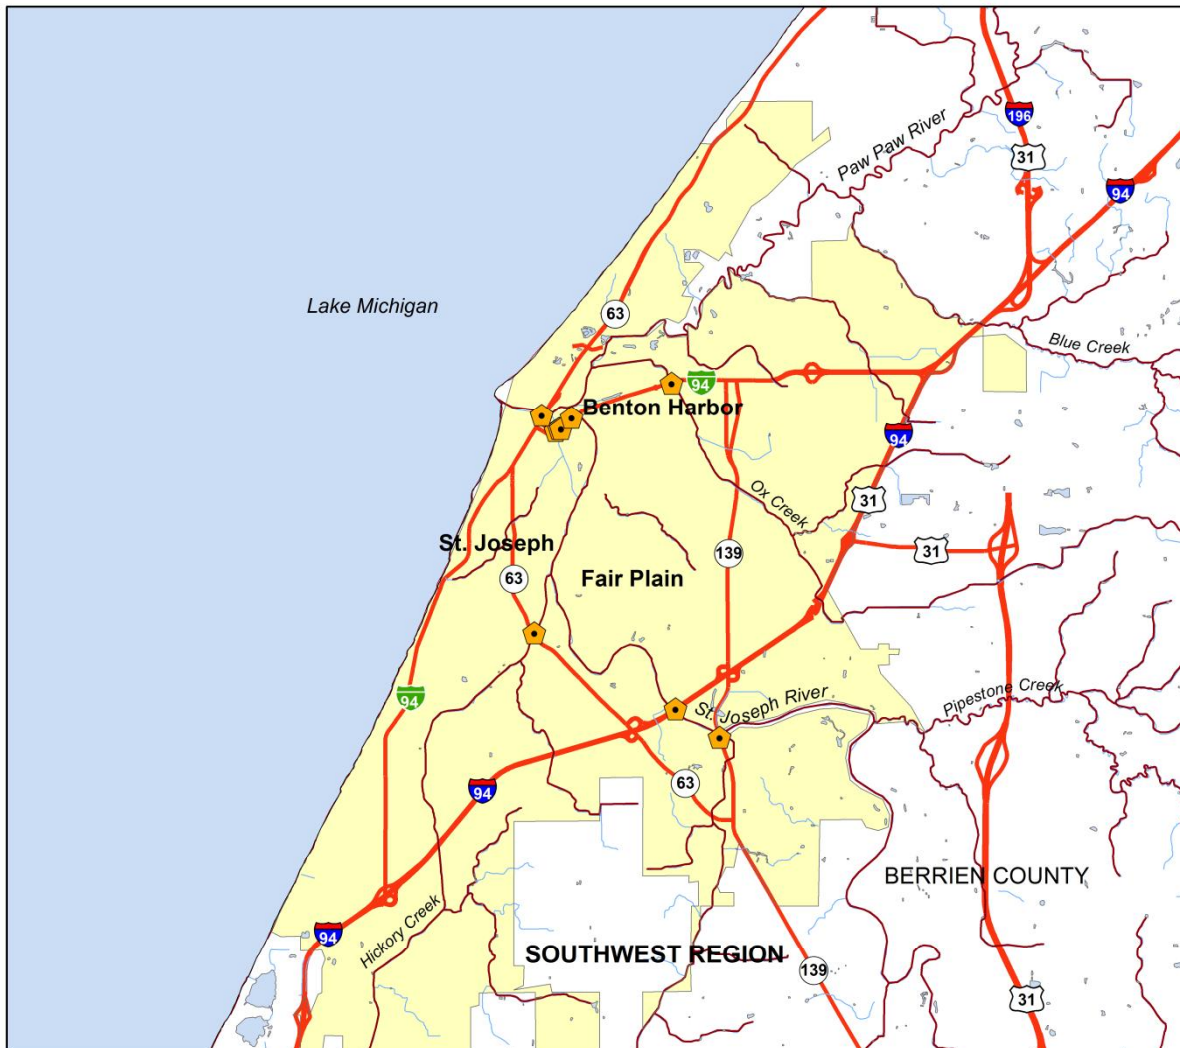 Paw Paw River
196
31
94
Lake Michigan
63
Blue Creek
94
Benton Harbor
94
31
Ox Creek
St. Joseph
139
31
63
Fair Plain
94
St. Joseph River
Pipestone Creek
63
94
BERRIEN COUNTY
Hickory Creek
94
SOUTHWEST REGION
139
31